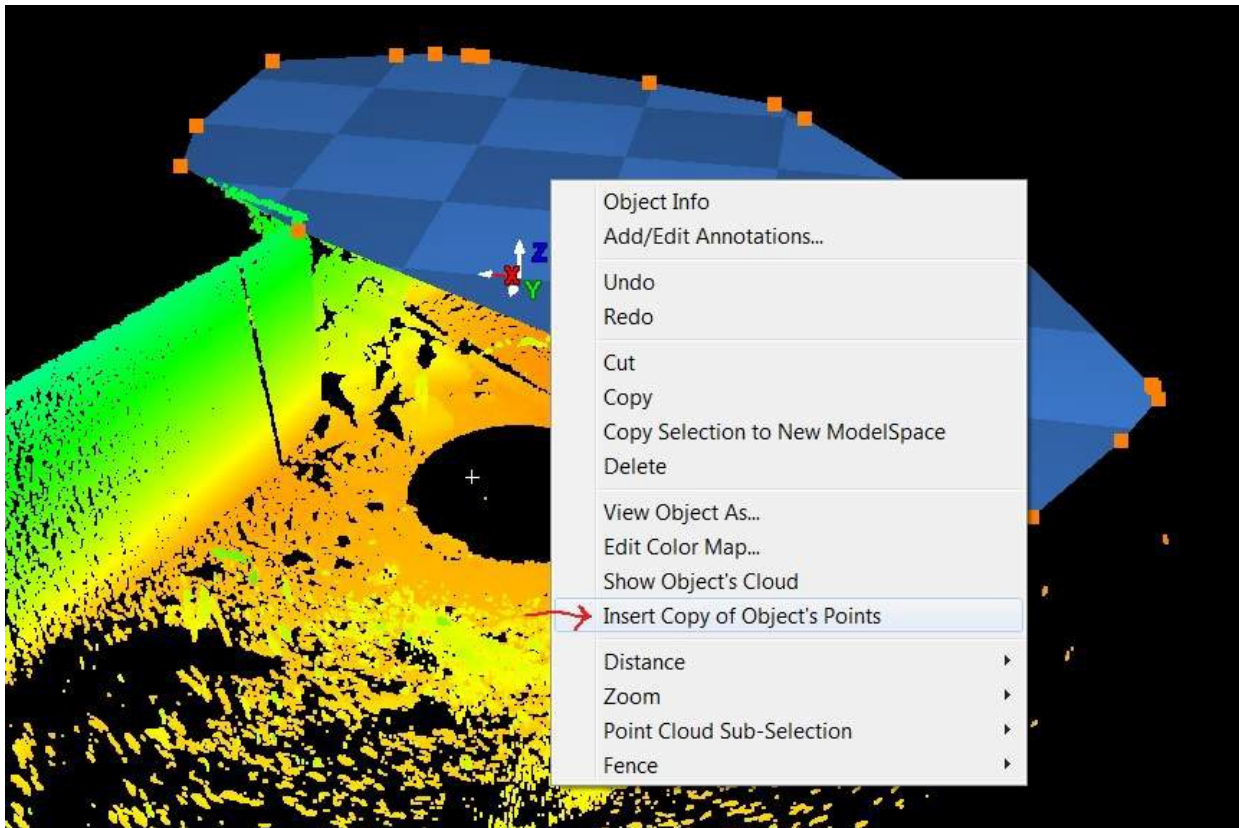 Z
X
Y
Object Info
Add/Edit Annotations...
Undo
Redo
Cut
Copy
Copy Selection to New ModelSpace
Delete
View Object As...
Edit Color Map...
Show Object's Cloud
Insert Copy of Object's Points
Distance
Zoom
Point Cloud Sub-Selection
Fence